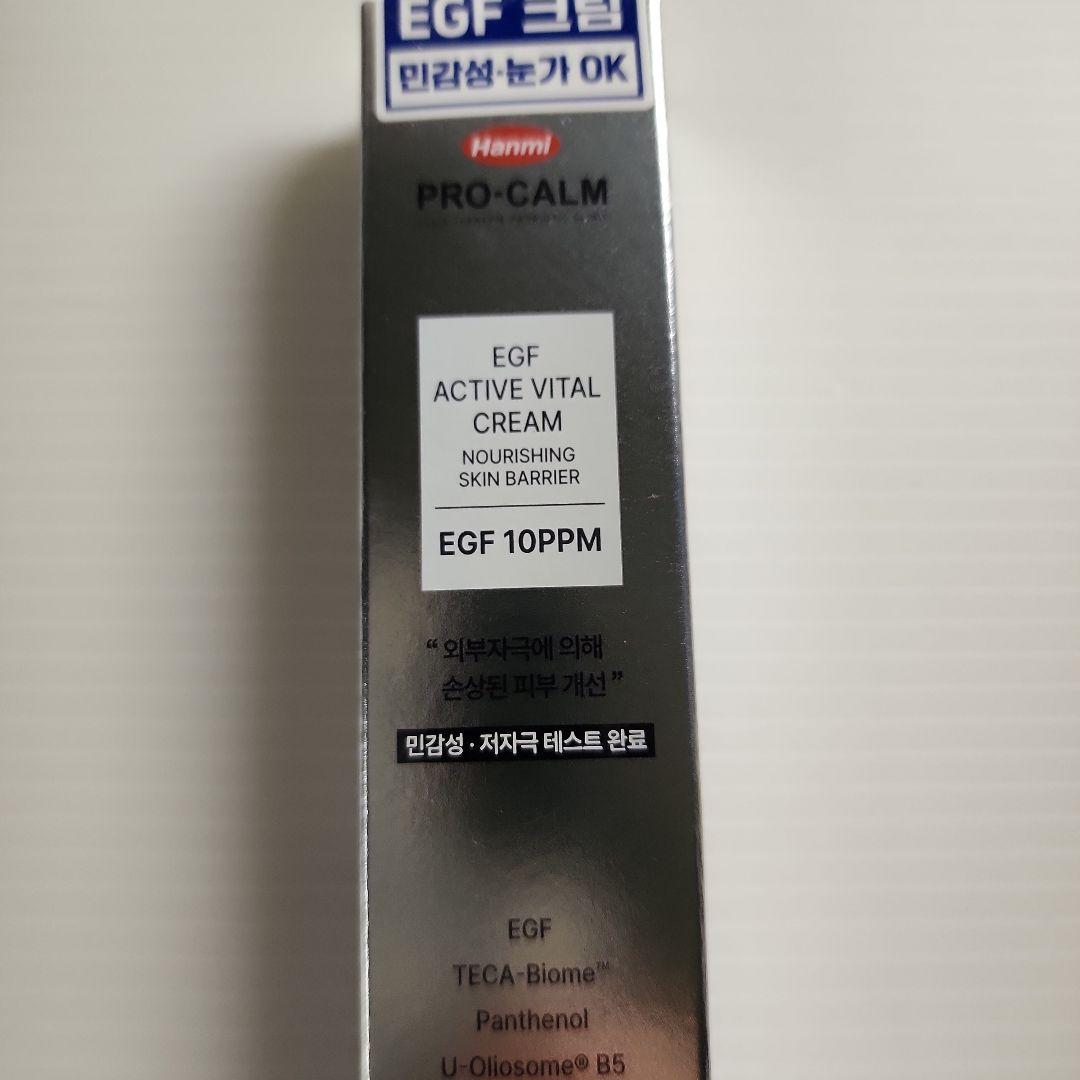 EGF 크림
민감성·눈가 OK
Hanmi
PRO-CALM
EGF
ACTIVE VITAL
CREAM
NOURISHING
SKIN BARRIER
EGF 10PPM
“ 외부자극에 의해
손상된 피부 개선 ”
민감성 · 저자극 테스트 완료
EGF
TECA-Biome™
Panthenol
U-Oliosome® B5